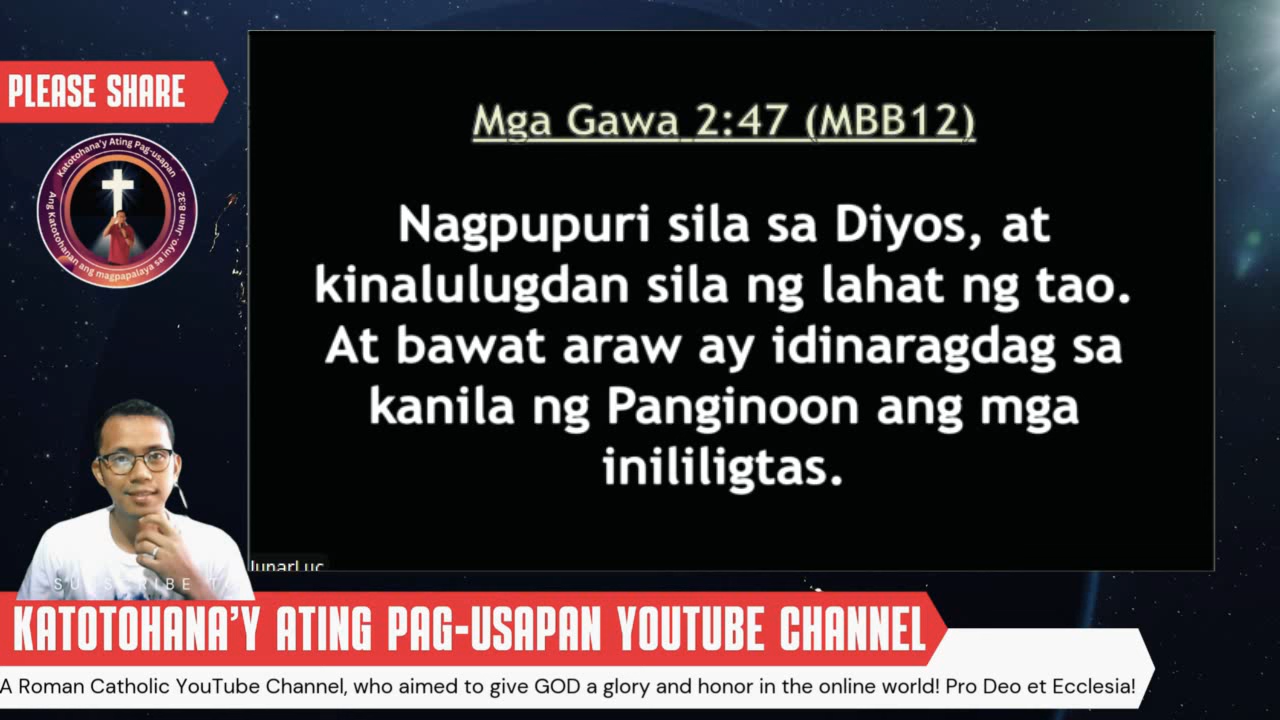 PLEASE SHARE
Katotohana'y Ating Pag-usapan
Ang Katotohanan ang magpapalaya sa inyo. Juan 8:32
Mga Gawa 2:47 (MBB12)
Nagpupuri sila sa Diyos, at
kinalulugdan sila ng lahat ng tao.
At bawat araw ay idinaragdag sa
kanila ng Panginoon ang mga
inililigtas.
JunarLuc
KATOTOHANA'Y ATING PAG-USAPAN YOUTUBE CHANNEL
A Roman Catholic YouTube Channel, who aimed to give GOD a glory and honor in the online world! Pro Deo et Ecclesia!